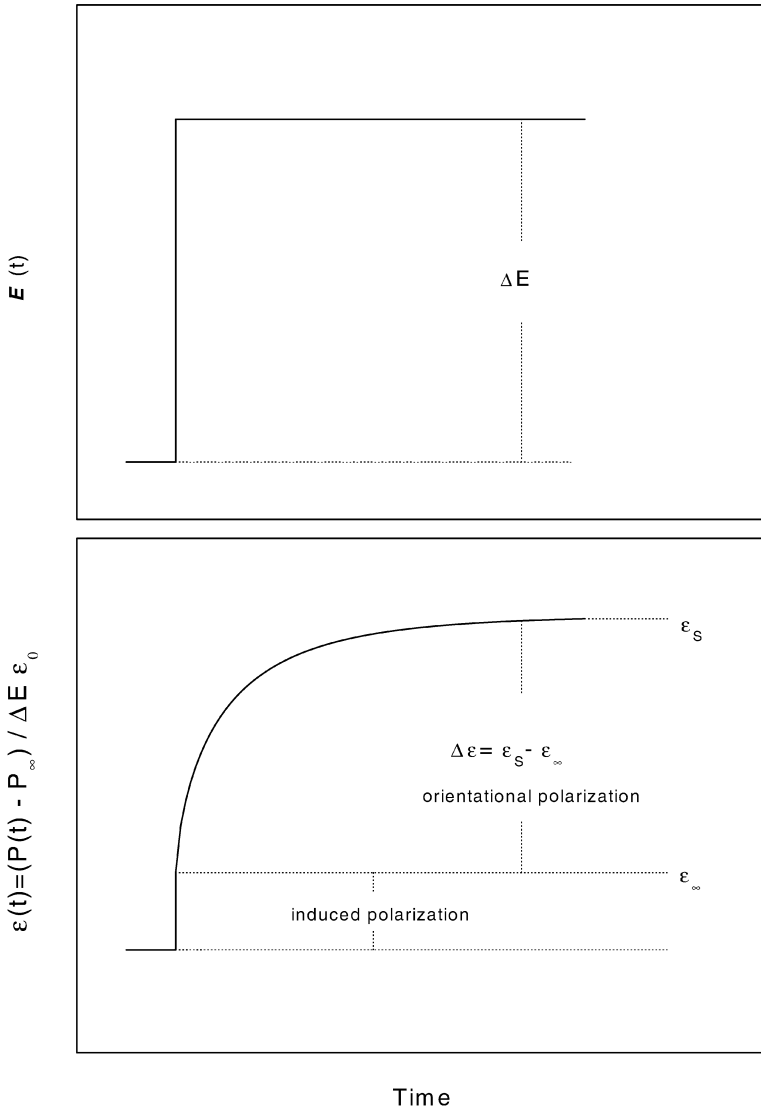 E (t)
ΔE
ε(t)=(P(t) - P∞) / ΔE ε₀
εS
Δε= εS- ε∞
orientational polarization
ε∞
induced polarization
Time